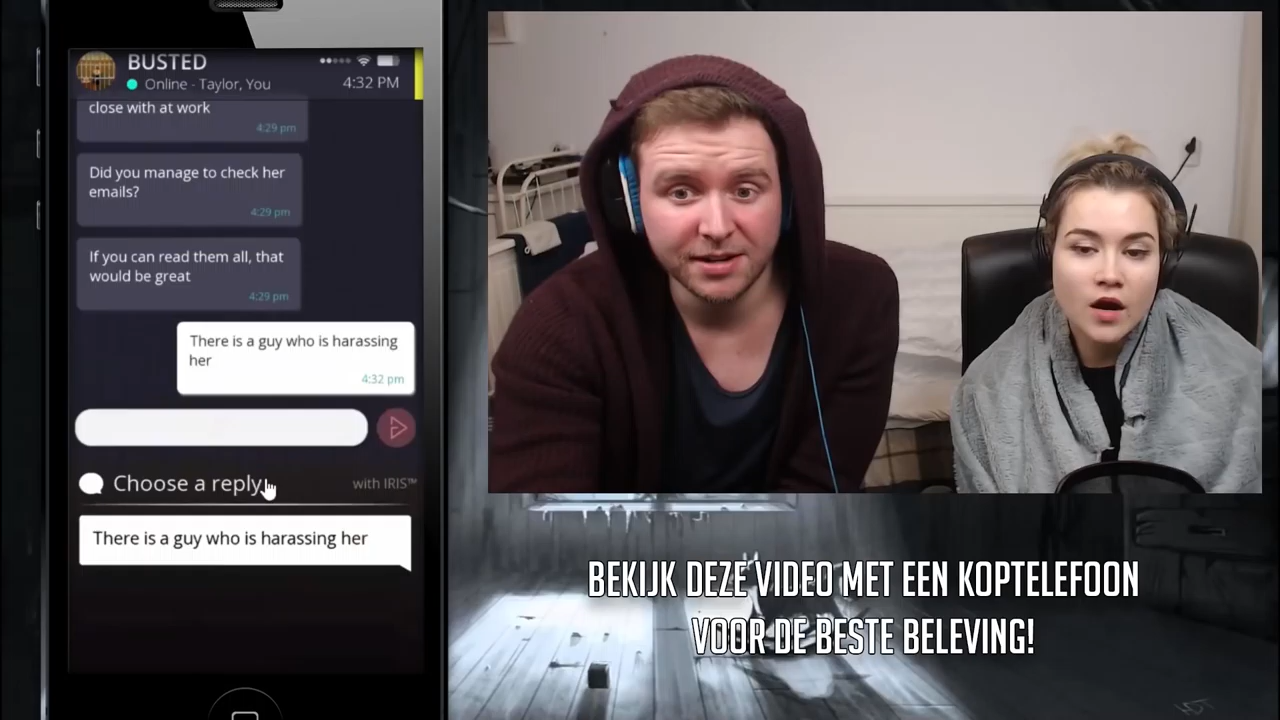 BUSTED
Online - Taylor, You
4:32 PM
close with at work
4:29 pm
Did you manage to check her
emails?
4:29 pm
If you can read them all, that
would be great
4:29 pm
There is a guy who is harassing
her
4:32 pm
Choose a reply
with IRIS™
There is a guy who is harassing her
BEKIJK DEZE VIDEO MET EEN KOPTELEFOON
VOOR DE BESTE BELEVING!